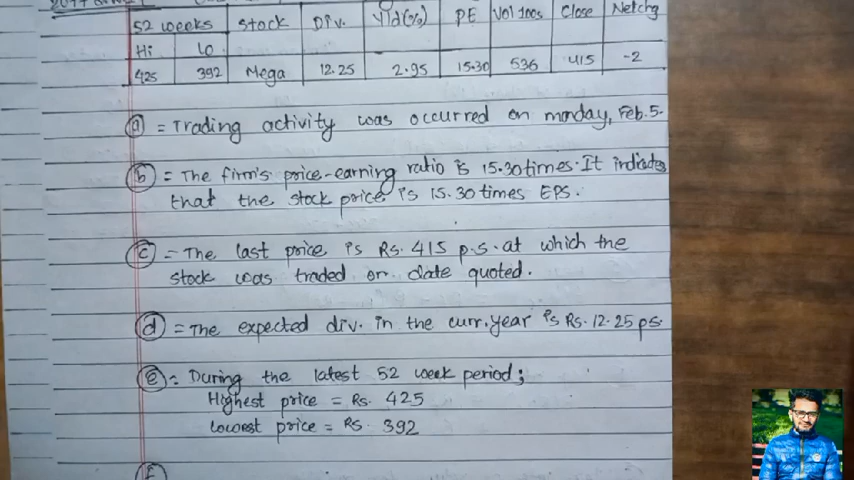 52 weeks Stock Div. Yld(%) PE Vol 100s Close Netchg
Hi Lo
425 392 Mega 12.25 2.95 15.30 536 415 -2
(a) = Trading activity was occurred on monday, Feb.5.
(b) = The firm's price-earning ratio is 15.30 times. It indicates
that the stock price is 15.30 times EPS.
(c) = The last price is Rs. 415 p.s. at which the
stock was traded on date quoted.
(d) = The expected div. in the curr. year is Rs. 12.25 ps.
(e) = During the latest 52 week period;
Highest price = Rs. 425
Lowest price = Rs. 392
(f)